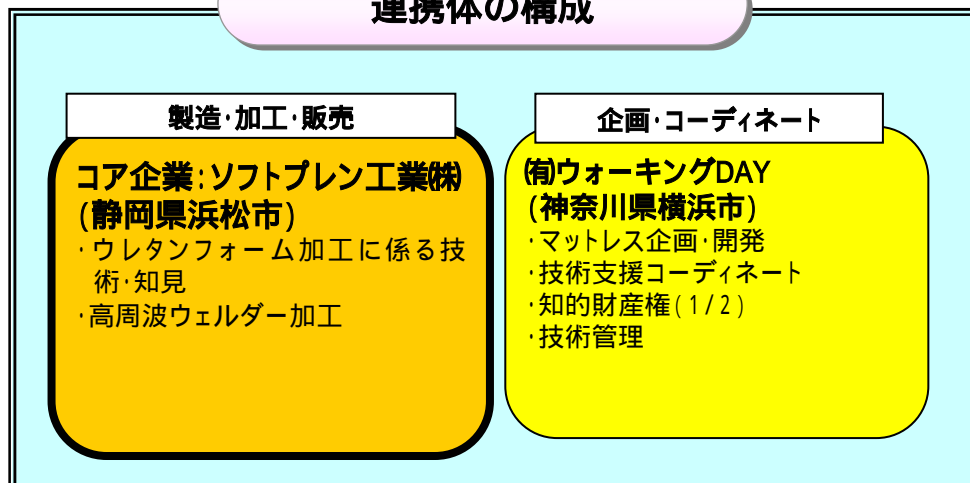 連携体の構成
製造・加工・販売
コア企業:ソフトプレン工業㈱
(静岡県浜松市)
・ウレタンフォーム加工に係る技
術・知見
・高周波ウェルダー加工
企画・コーディネート
㈲ウォーキングDAY
(神奈川県横浜市)
・マットレス企画・開発
・技術支援コーディネート
・知的財産権(1/2)
・技術管理